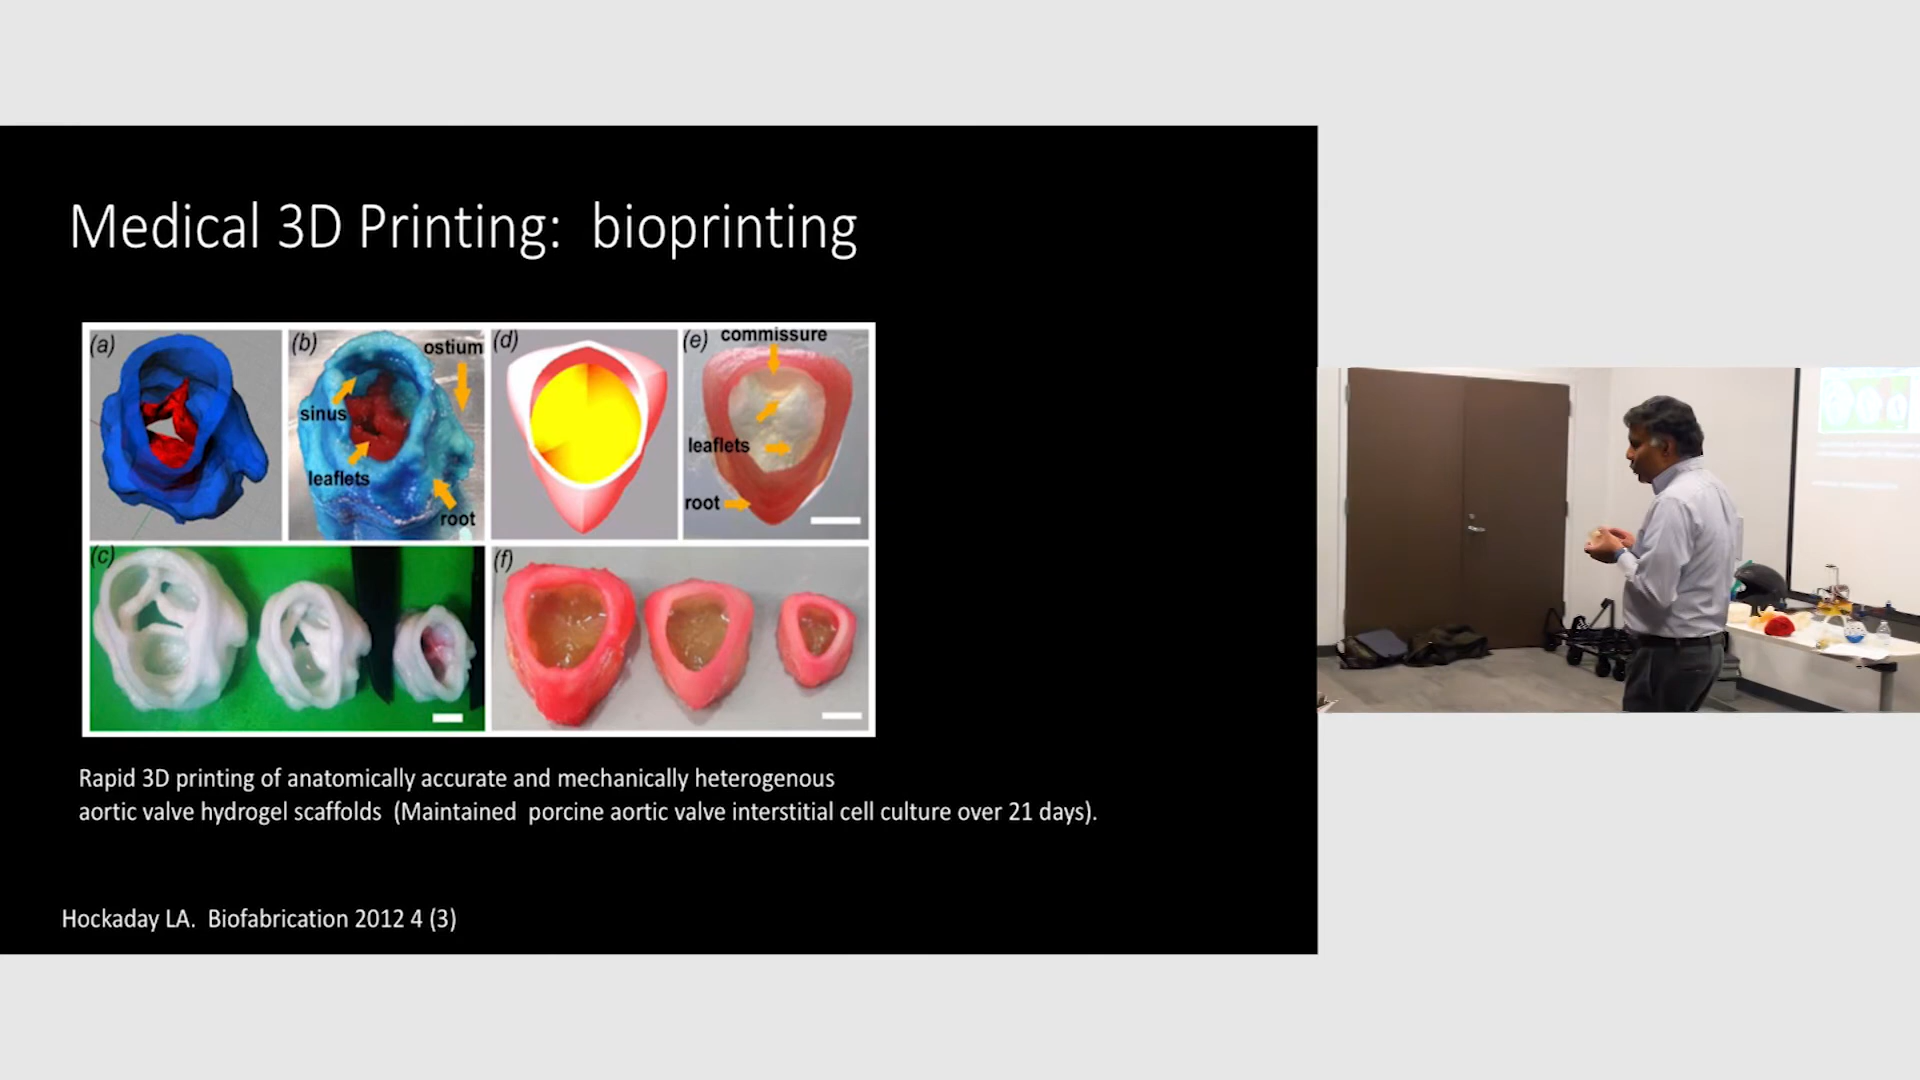 Medical 3D Printing: bioprinting
(a)
(b)
ostium
sinus
leaflets
root
(d)
(e)
commissure
leaflets
root
(c)
(f)
Rapid 3D printing of anatomically accurate and mechanically heterogenous
aortic valve hydrogel scaffolds (Maintained porcine aortic valve interstitial cell culture over 21 days).
Hockaday LA. Biofabrication 2012 4 (3)